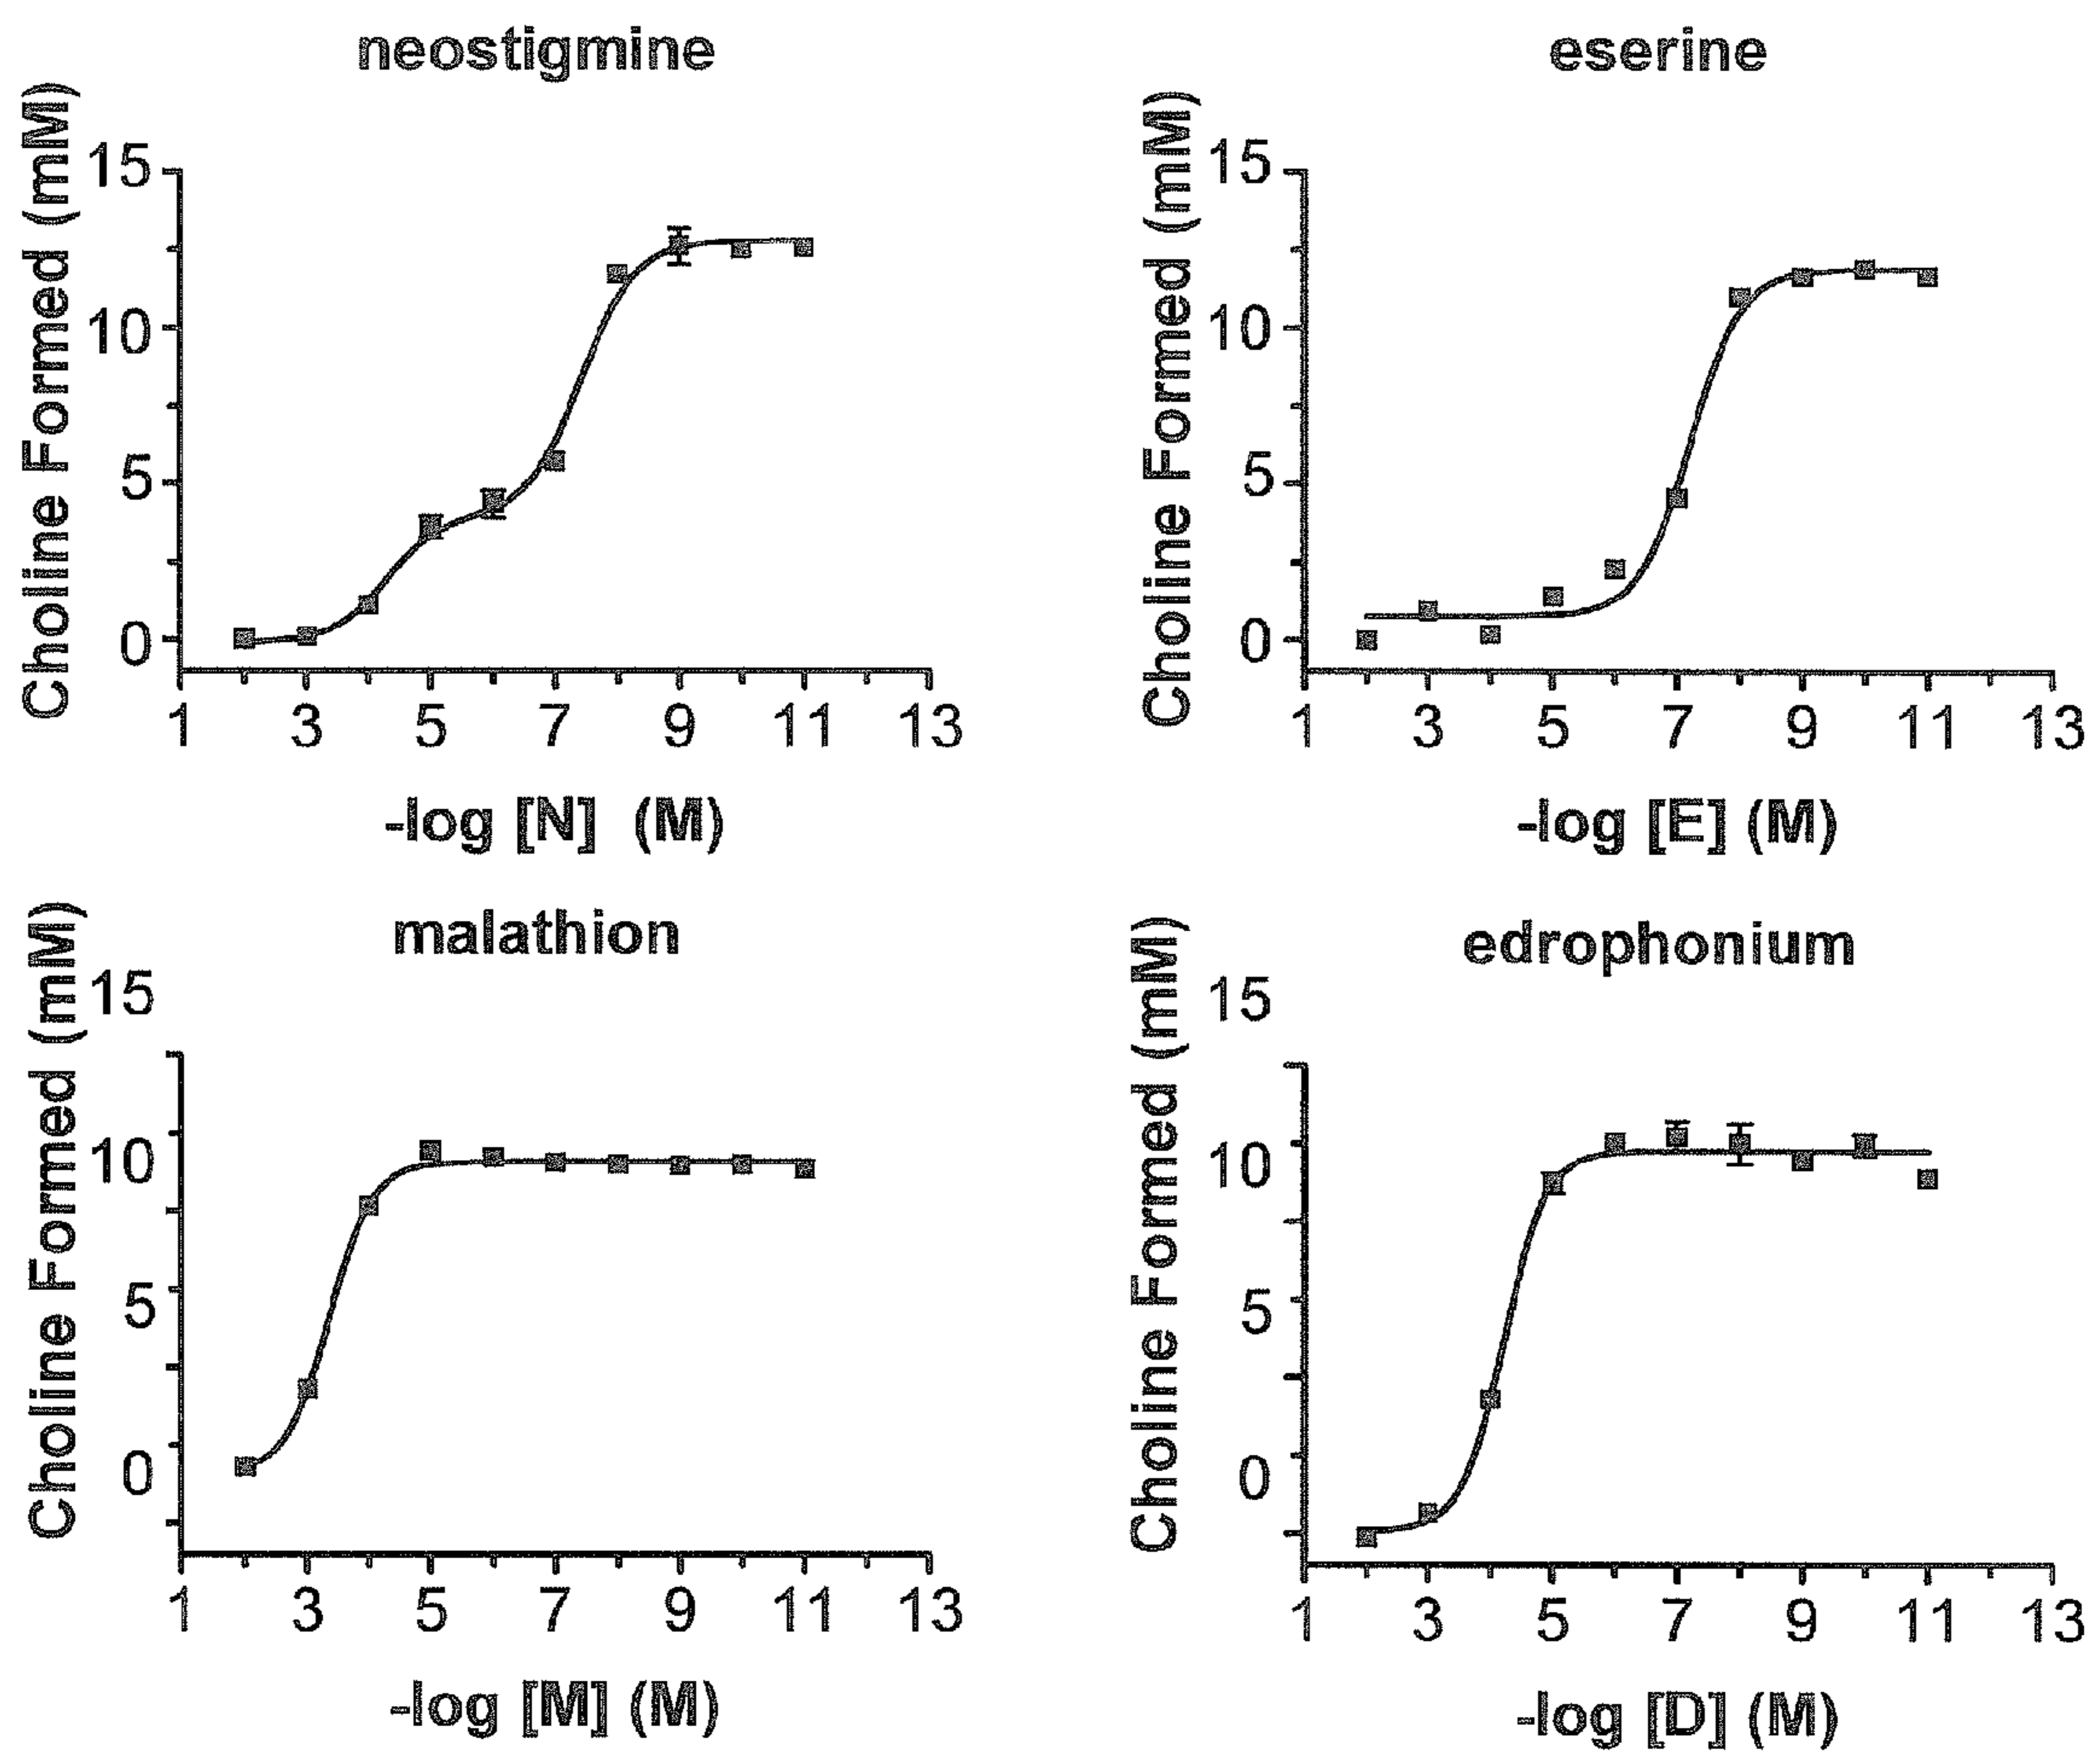 neostigmine
Choline Formed (mM)
15
10
5
0
1 3 5 7 9 11 13
-log [N] (M)
eserine
Choline Formed (mM)
15
10
5
0
1 3 5 7 9 11 13
-log [E] (M)
malathion
Choline Formed (mM)
15
10
5
0
1 3 5 7 9 11 13
-log [M] (M)
edrophonium
Choline Formed (mM)
15
10
5
0
1 3 5 7 9 11 13
-log [D] (M)